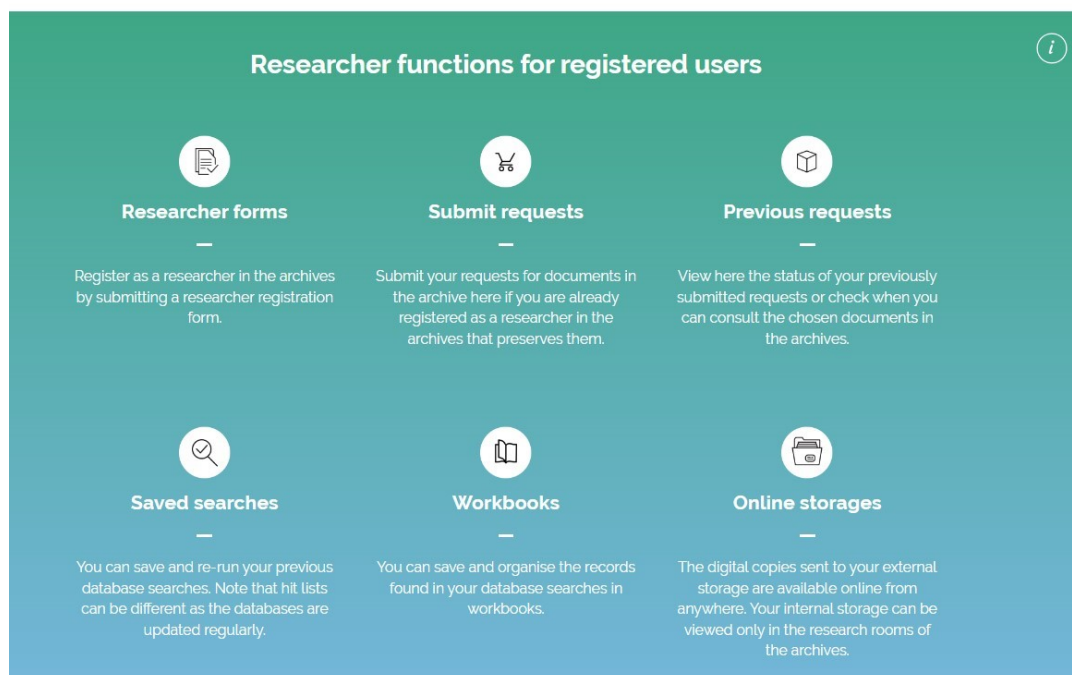 Researcher functions for registered users
i
Researcher forms
Register as a researcher in the archives
by submitting a researcher registration
form.
Submit requests
Submit your requests for documents in
the archive here if you are already
registered as a researcher in the
archives that preserves them.
Previous requests
View here the status of your previously
submitted requests or check when you
can consult the chosen documents in
the archives.
Saved searches
You can save and re-run your previous
database searches. Note that hit lists
can be different as the databases are
updated regularly.
Workbooks
You can save and organise the records
found in your database searches in
workbooks.
Online storages
The digital copies sent to your external
storage are available online from
anywhere. Your internal storage can be
viewed only in the research rooms of
the archives.